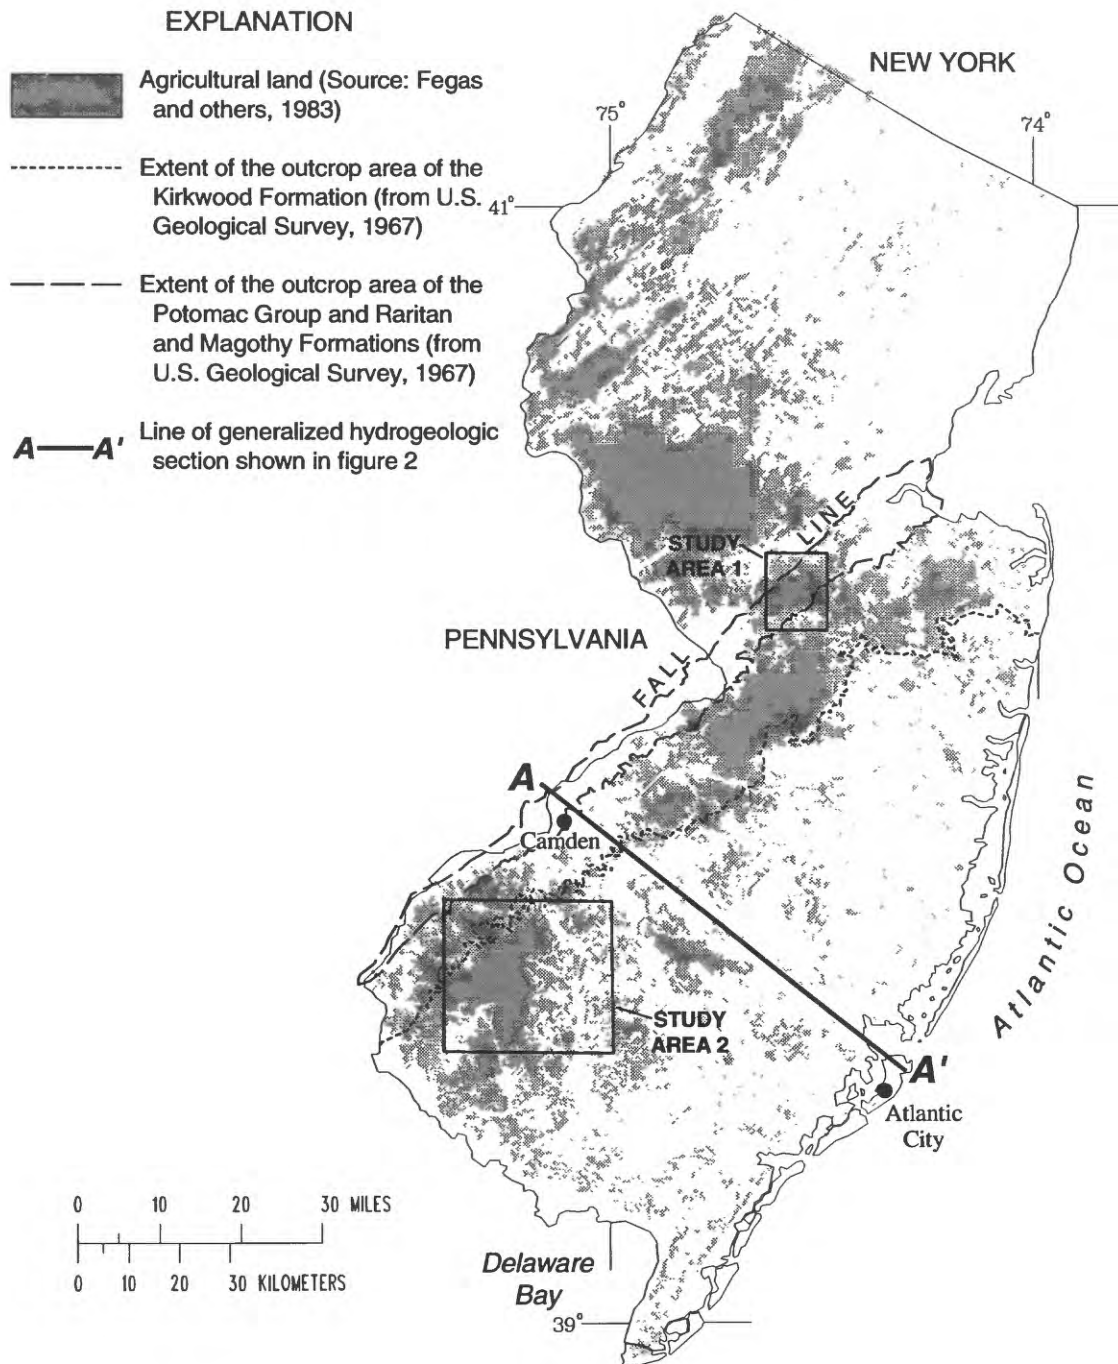 EXPLANATION
Agricultural land (Source: Fegas
and others, 1983)
Extent of the outcrop area of the
Kirkwood Formation (from U.S.
Geological Survey, 1967)
Extent of the outcrop area of the
Potomac Group and Raritan
and Magothy Formations (from
U.S. Geological Survey, 1967)
A A' Line of generalized hydrogeologic
section shown in figure 2
NEW YORK
75°
74°
41°
FALL LINE
STUDY
AREA 1
PENNSYLVANIA
A
Camden
Atlantic Ocean
STUDY
AREA 2
A'
Atlantic
City
0 10 20 30 MILES
0 10 20 30 KILOMETERS
Delaware
Bay
39°